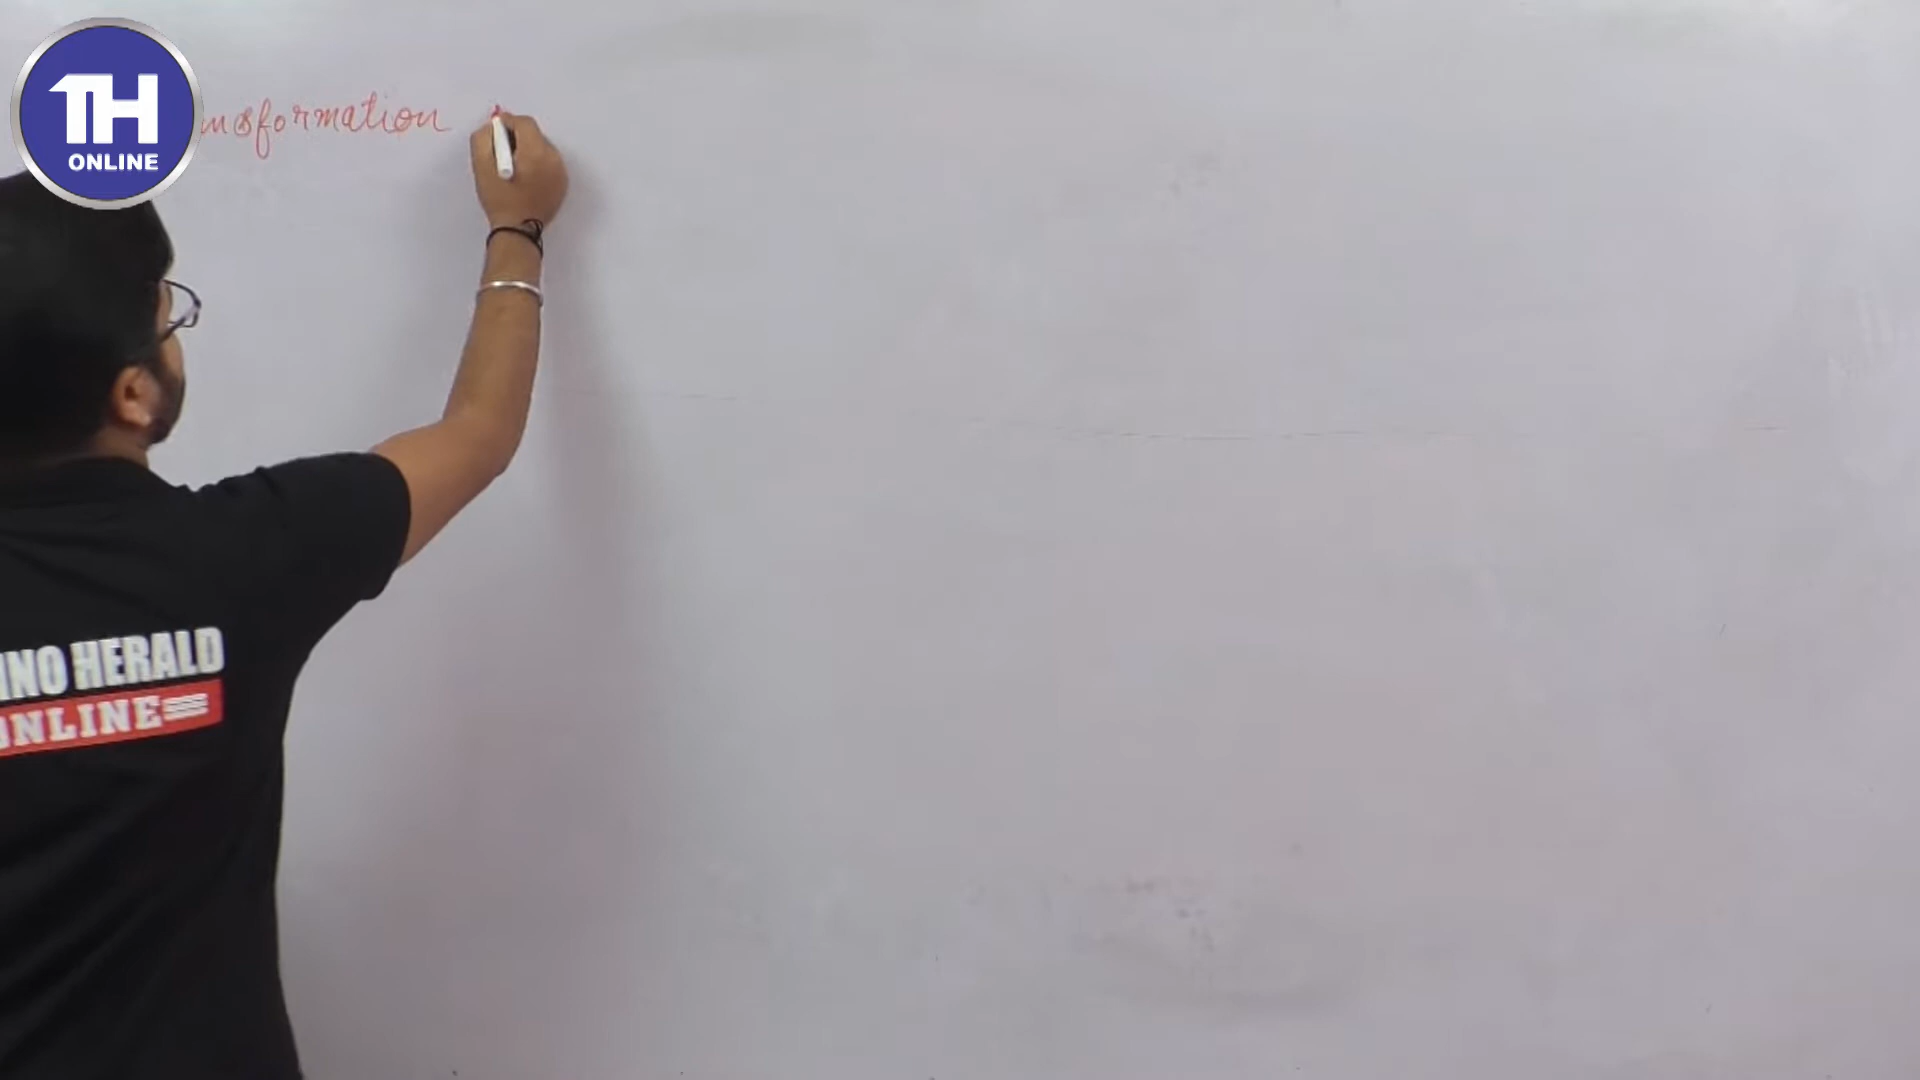 TH
ONLINE
nsformation
NO HERALD
ONLINE